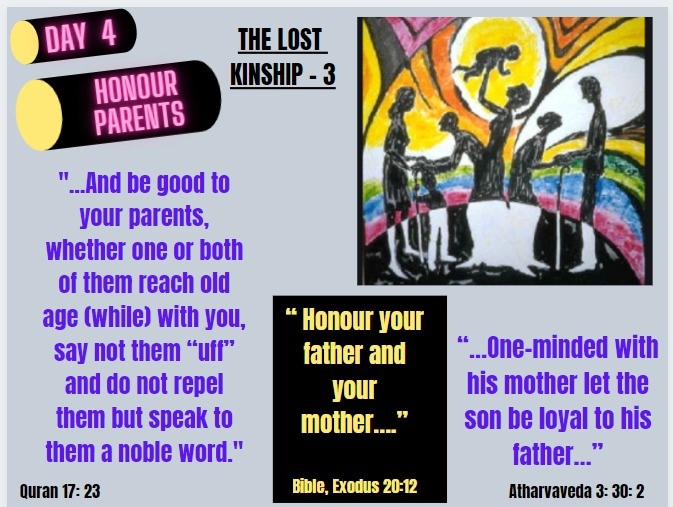 DAY 4
HONOUR
PARENTS
THE LOST
KINSHIP - 3
"...And be good to
your parents,
whether one or both
of them reach old
age (while) with you,
say not them “uff”
and do not repel
them but speak to
them a noble word."
Quran 17: 23
“ Honour your
father and
your
mother....”
Bible, Exodus 20:12
“...One-minded with
his mother let the
son be loyal to his
father...”
Atharvaveda 3: 30: 2